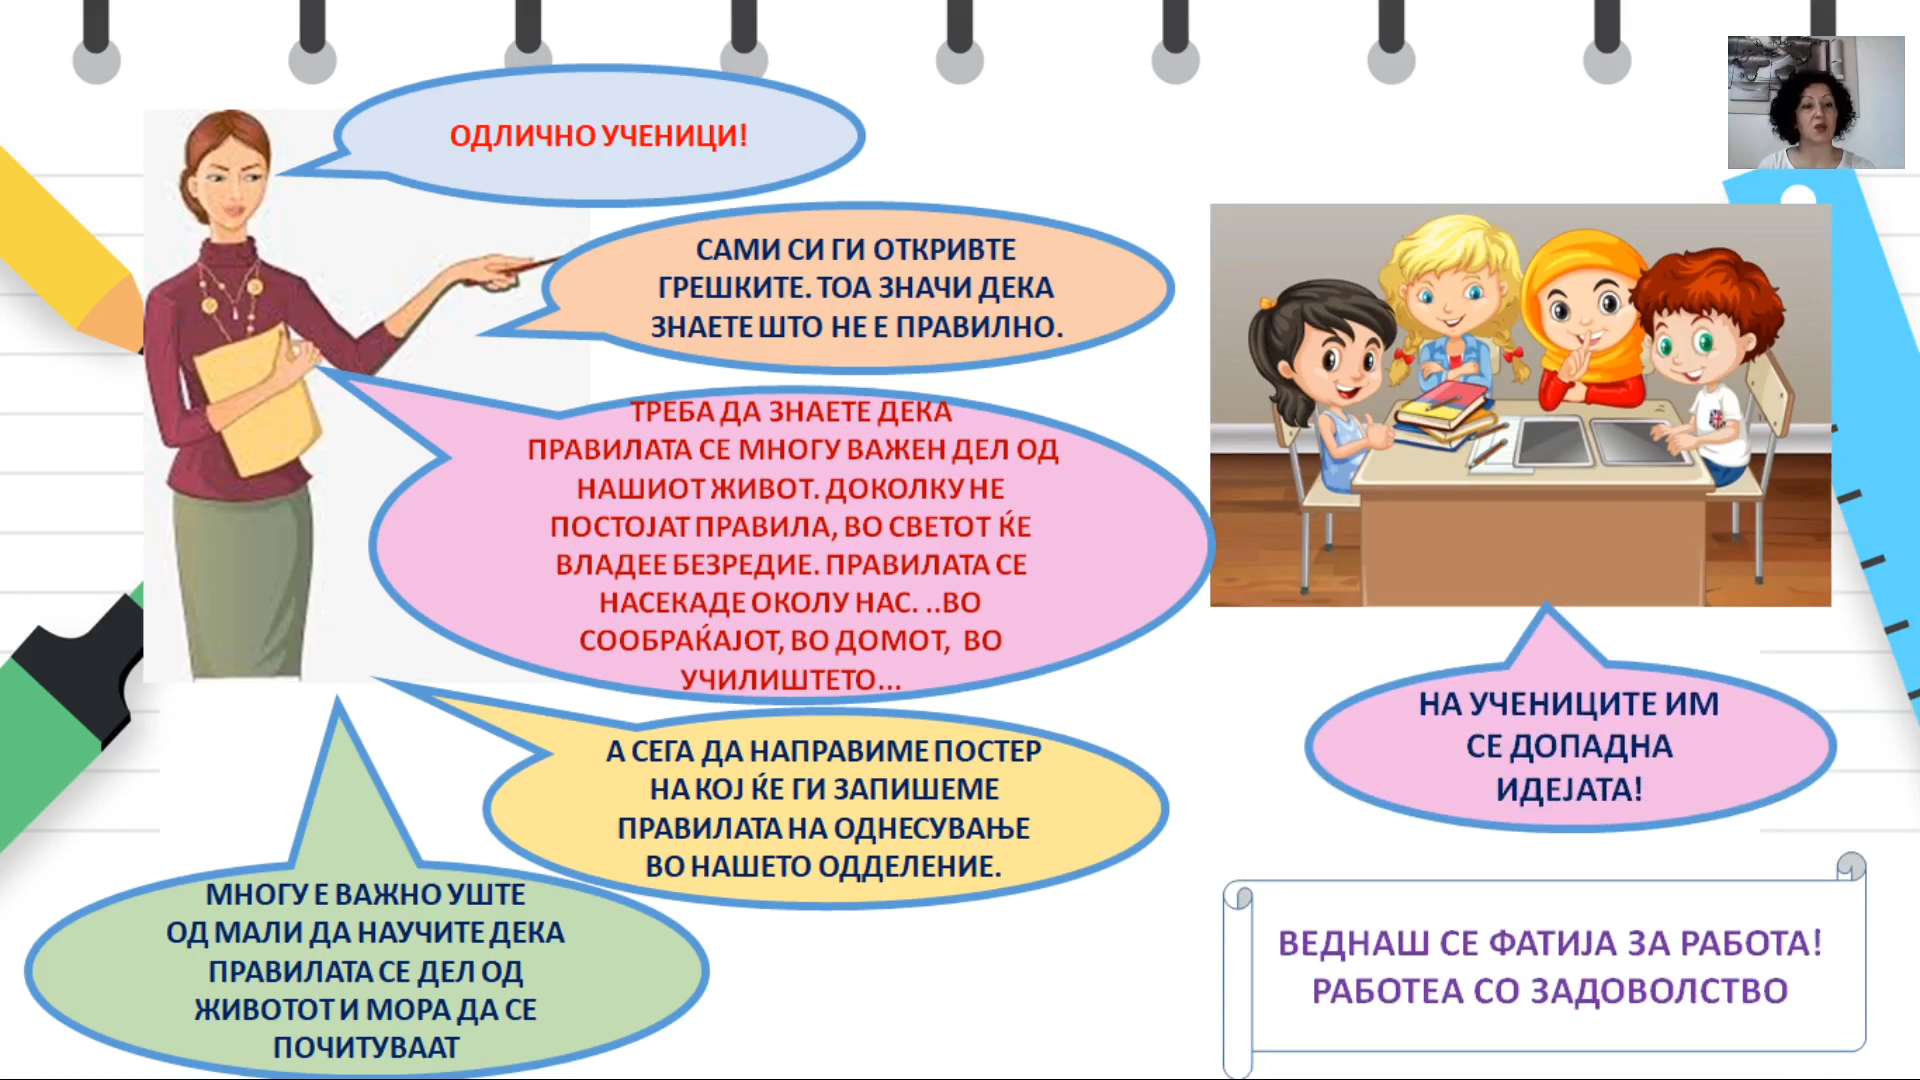 ОДЛИЧНО УЧЕНИЦИ!
САМИ СИ ГИ ОТКРИВТЕ
ГРЕШКИТЕ. ТОА ЗНАЧИ ДЕКА
ЗНАЕТЕ ШТО НЕ Е ПРАВИЛНО.
ТРЕБА ДА ЗНАЕТЕ ДЕКА
ПРАВИЛАТА СЕ МНОГУ ВАЖЕН ДЕЛ ОД
НАШИОТ ЖИВОТ. ДОКОЛКУ НЕ
ПОСТОЈАТ ПРАВИЛА, ВО СВЕТОТ ЌЕ
ВЛАДЕЕ БЕЗРЕДИЕ. ПРАВИЛАТА СЕ
НАСЕКАДЕ ОКОЛУ НАС. ..ВО
СООБРАЌАЈОТ, ВО ДОМОТ, ВО
УЧИЛИШТЕТО...
А СЕГА ДА НАПРАВИМЕ ПОСТЕР
НА КОЈ ЌЕ ГИ ЗАПИШЕМЕ
ПРАВИЛАТА НА ОДНЕСУВАЊЕ
ВО НАШЕТО ОДДЕЛЕНИЕ.
МНОГУ Е ВАЖНО УШТЕ
ОД МАЛИ ДА НАУЧИТЕ ДЕКА
ПРАВИЛАТА СЕ ДЕЛ ОД
ЖИВОТОТ И МОРА ДА СЕ
ПОЧИТУВААТ
НА УЧЕНИЦИТЕ ИМ
СЕ ДОПАДНА
ИДЕЈАТА!
ВЕДНАШ СЕ ФАТИЈА ЗА РАБОТА!
РАБОТЕА СО ЗАДОВОЛСТВО